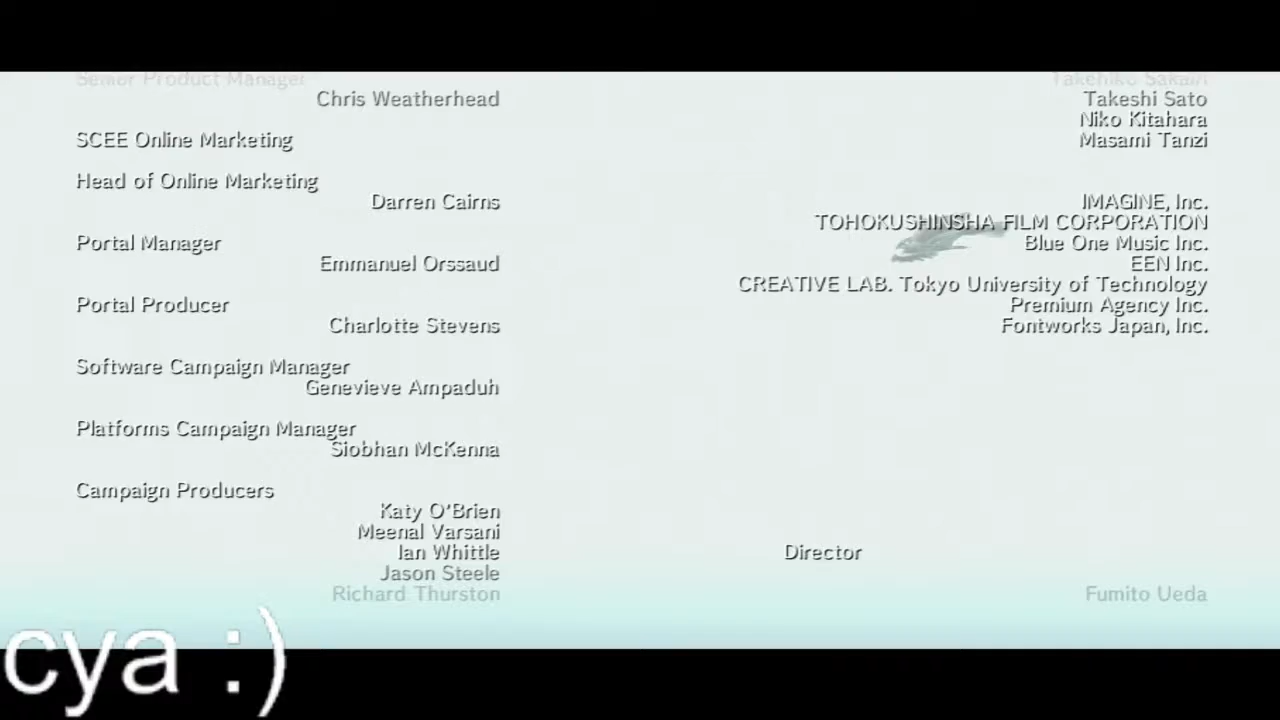 Senior Product Manager
Chris Weatherhead
SCEE Online Marketing
Head of Online Marketing
Darren Cairns
Portal Manager
Emmanuel Orssaud
Portal Producer
Charlotte Stevens
Software Campaign Manager
Genevieve Ampaduh
Platforms Campaign Manager
Siobhan McKenna
Campaign Producers
Katy O'Brien
Meenal Varsani
Ian Whittle
Jason Steele
Richard Thurston
Takeshi Sato
Niko Kitahara
Masami Tanzi
IMAGINE, Inc.
TOHOKUSHINSHA FILM CORPORATION
Blue One Music Inc.
EEN Inc.
CREATIVE LAB. Tokyo University of Technology
Premium Agency Inc.
Fontworks Japan, Inc.
Director
Fumito Ueda
cya :)